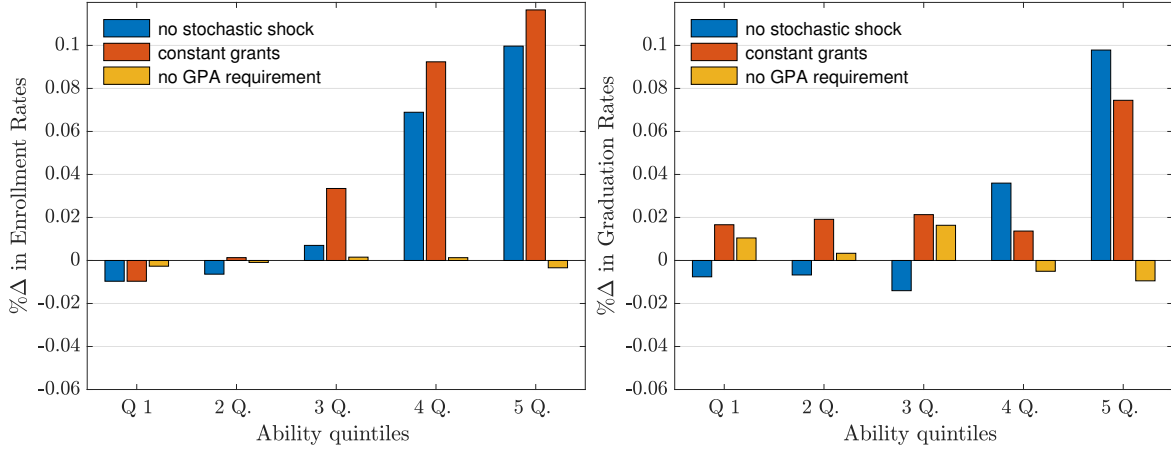 %Δ in Enrollment Rates
no stochastic shock
constant grants
no GPA requirement
0.1
0.08
0.06
0.04
0.02
0
-0.02
-0.04
-0.06
Q 1 2 Q. 3 Q. 4 Q. 5 Q.
Ability quintiles
%Δ in Graduation Rates
no stochastic shock
constant grants
no GPA requirement
0.1
0.08
0.06
0.04
0.02
0
-0.02
-0.04
-0.06
Q 1 2 Q. 3 Q. 4 Q. 5 Q.
Ability quintiles